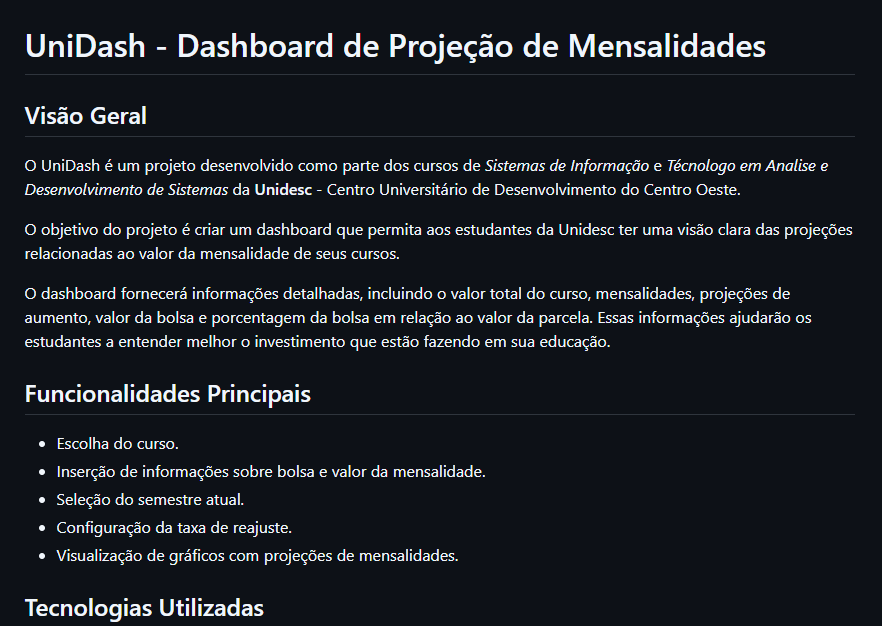 UniDash - Dashboard de Projeção de Mensalidades
Visão Geral
O UniDash é um projeto desenvolvido como parte dos cursos de Sistemas de Informação e Técnologo em Analise e
Desenvolvimento de Sistemas da Unidesc - Centro Universitário de Desenvolvimento do Centro Oeste.
O objetivo do projeto é criar um dashboard que permita aos estudantes da Unidesc ter uma visão clara das projeções
relacionadas ao valor da mensalidade de seus cursos.
O dashboard fornecerá informações detalhadas, incluindo o valor total do curso, mensalidades, projeções de
aumento, valor da bolsa e porcentagem da bolsa em relação ao valor da parcela. Essas informações ajudarão os
estudantes a entender melhor o investimento que estão fazendo em sua educação.
Funcionalidades Principais
• Escolha do curso.
• Inserção de informações sobre bolsa e valor da mensalidade.
• Seleção do semestre atual.
• Configuração da taxa de reajuste.
• Visualização de gráficos com projeções de mensalidades.
Tecnologias Utilizadas